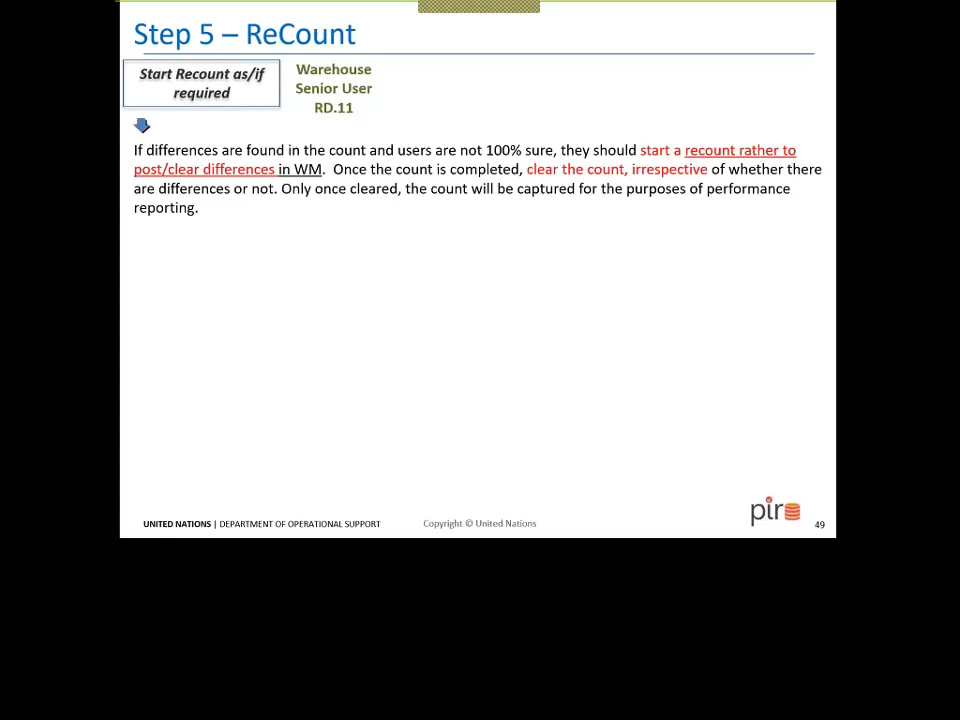 Step 5 – ReCount
Start Recount as/if
required
Warehouse
Senior User
RD.11
If differences are found in the count and users are not 100% sure, they should start a recount rather to
post/clear differences in WM.  Once the count is completed, clear the count, irrespective of whether there
are differences or not. Only once cleared, the count will be captured for the purposes of performance
reporting.
UNITED NATIONS | DEPARTMENT OF OPERATIONAL SUPPORT
Copyright © United Nations
pir
49